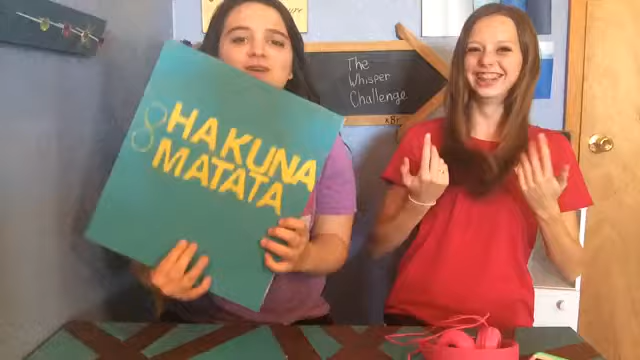 The
Whisper
Challenge
HAKUNA
MATATA